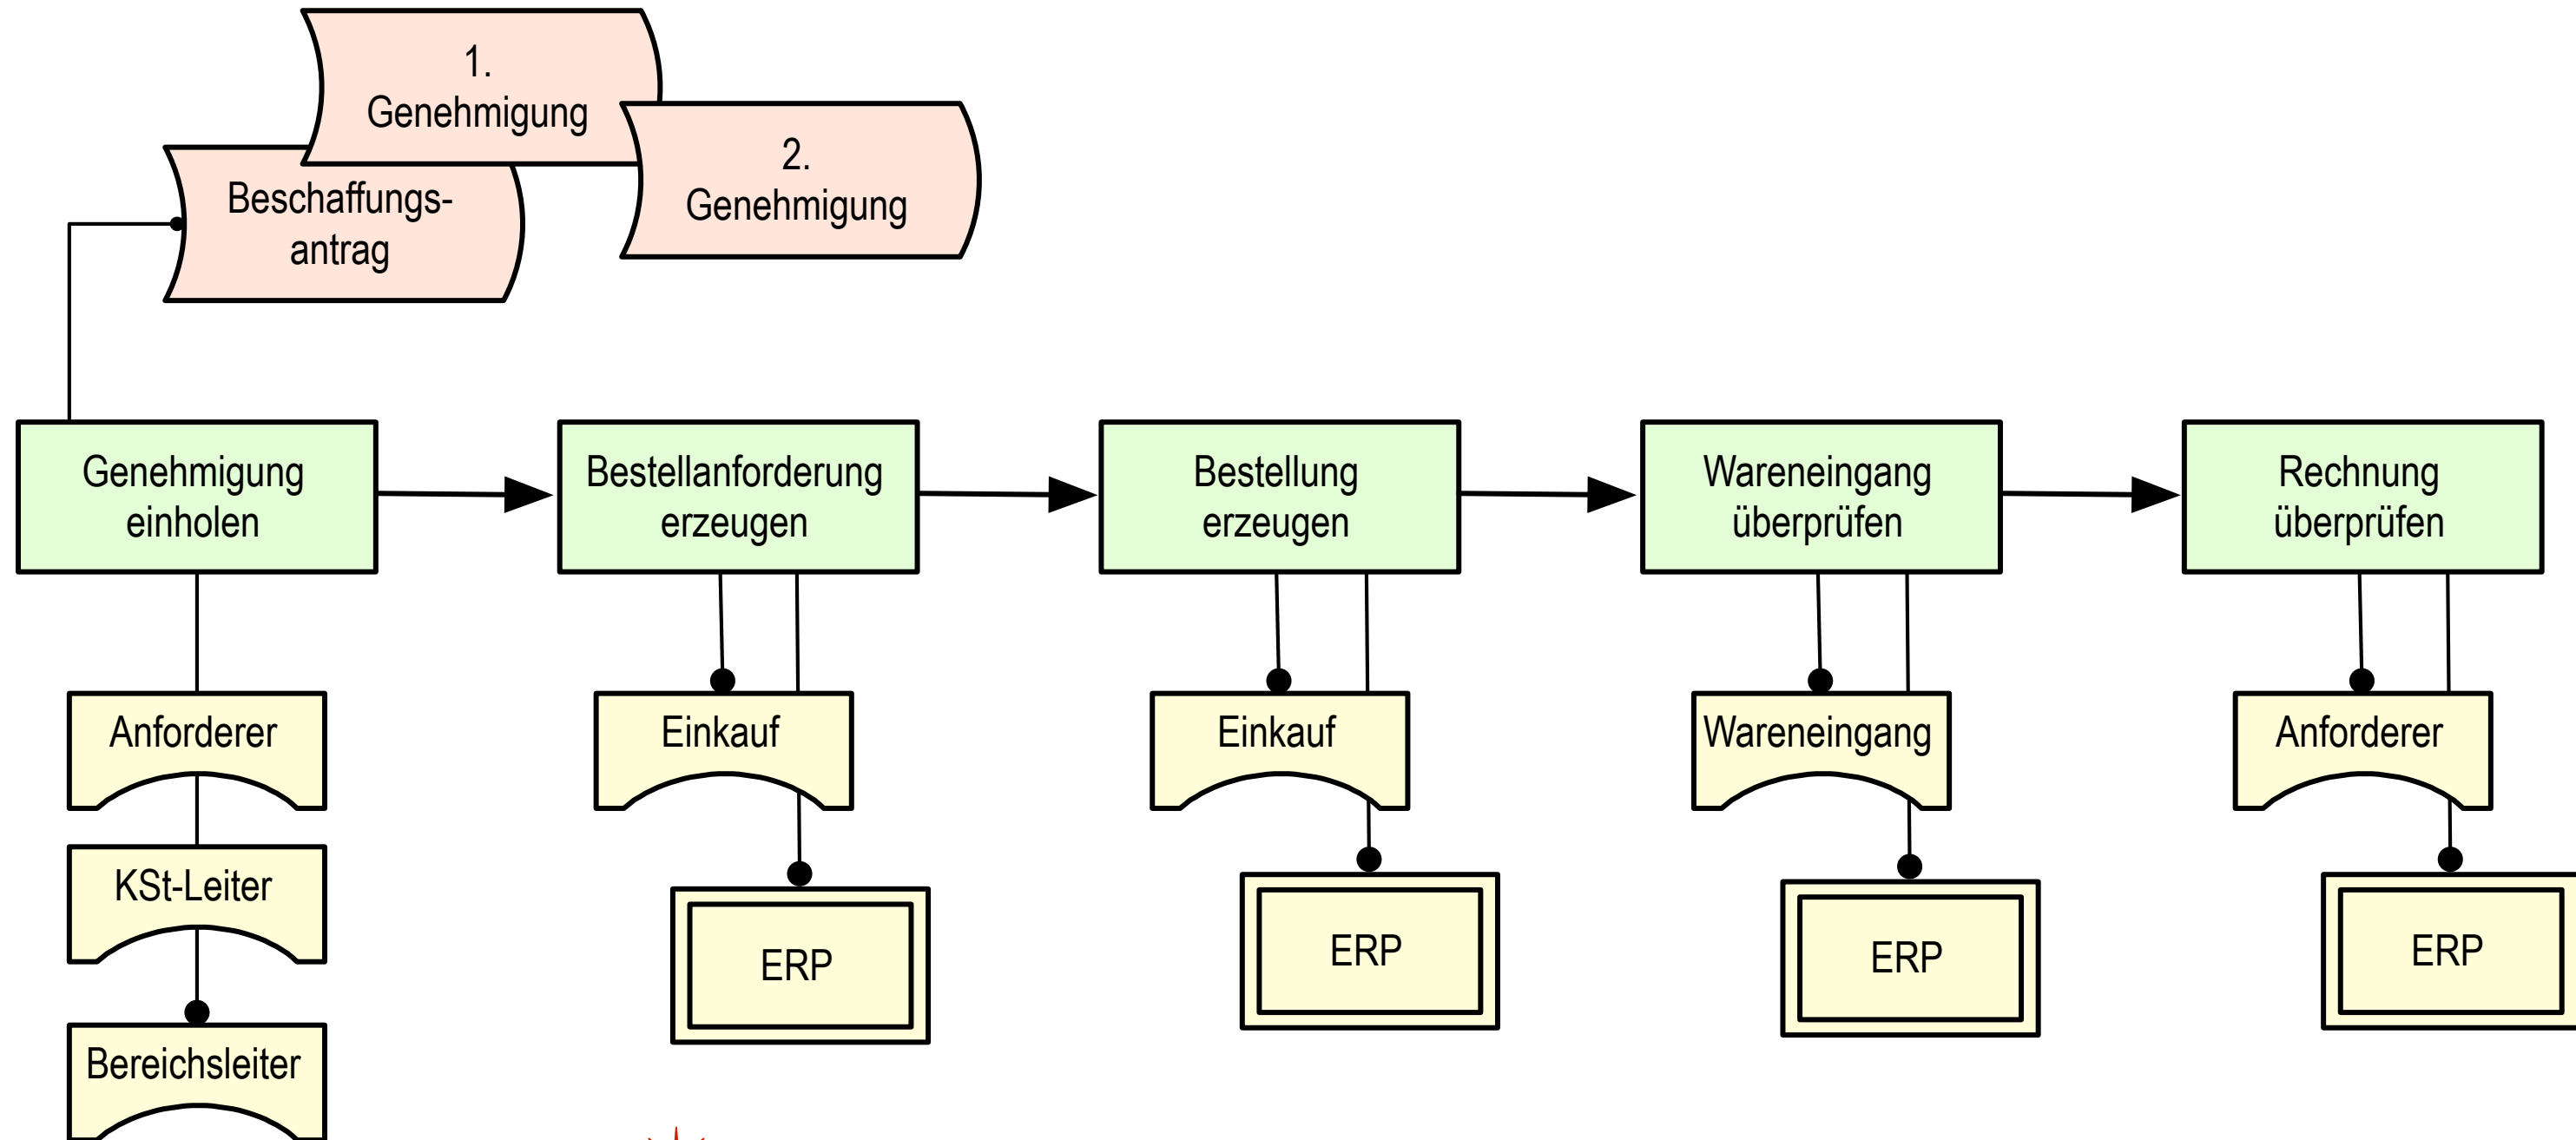 1.
Genehmigung
2.
Genehmigung
Beschaffungs-
antrag
Genehmigung
einholen
Bestellanforderung
erzeugen
Bestellung
erzeugen
Wareneingang
überprüfen
Rechnung
überprüfen
Anforderer
Einkauf
Einkauf
Wareneingang
Anforderer
KSt-Leiter
ERP
ERP
ERP
ERP
Bereichsleiter